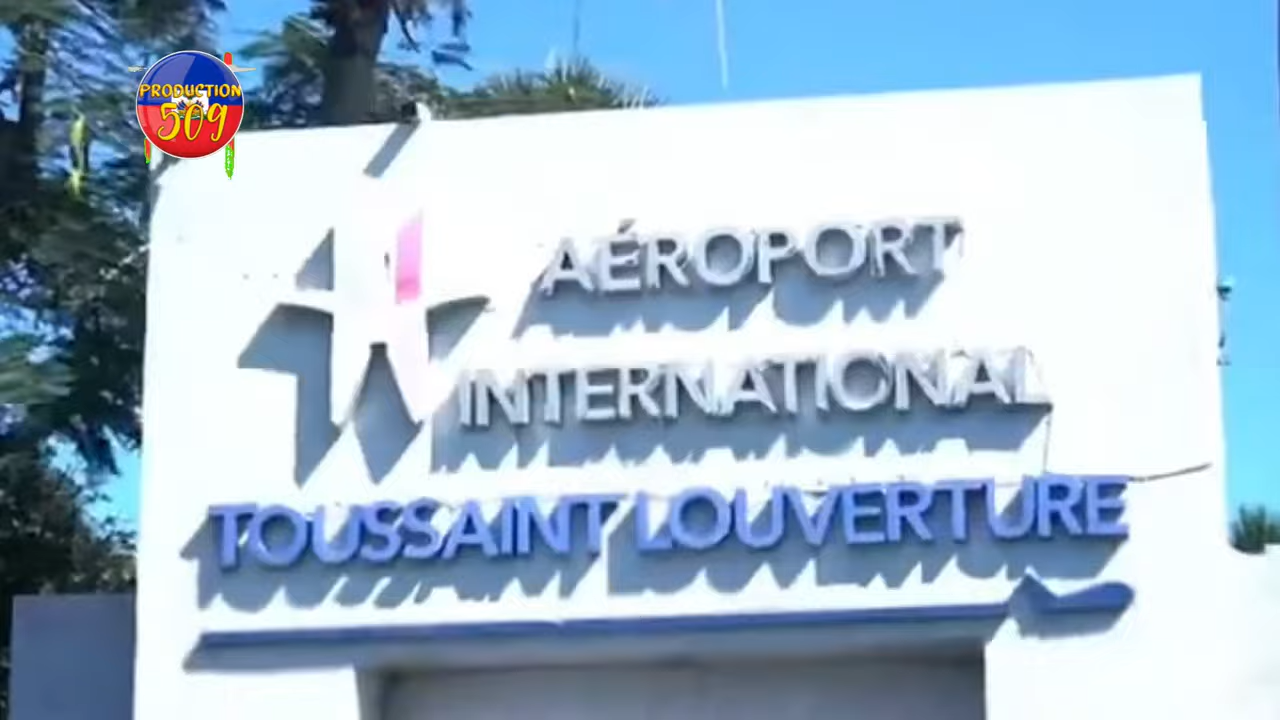 PRODUCTION
509
AÉROPORT
INTERNATIONAL
TOUSSAINT LOUVERTURE